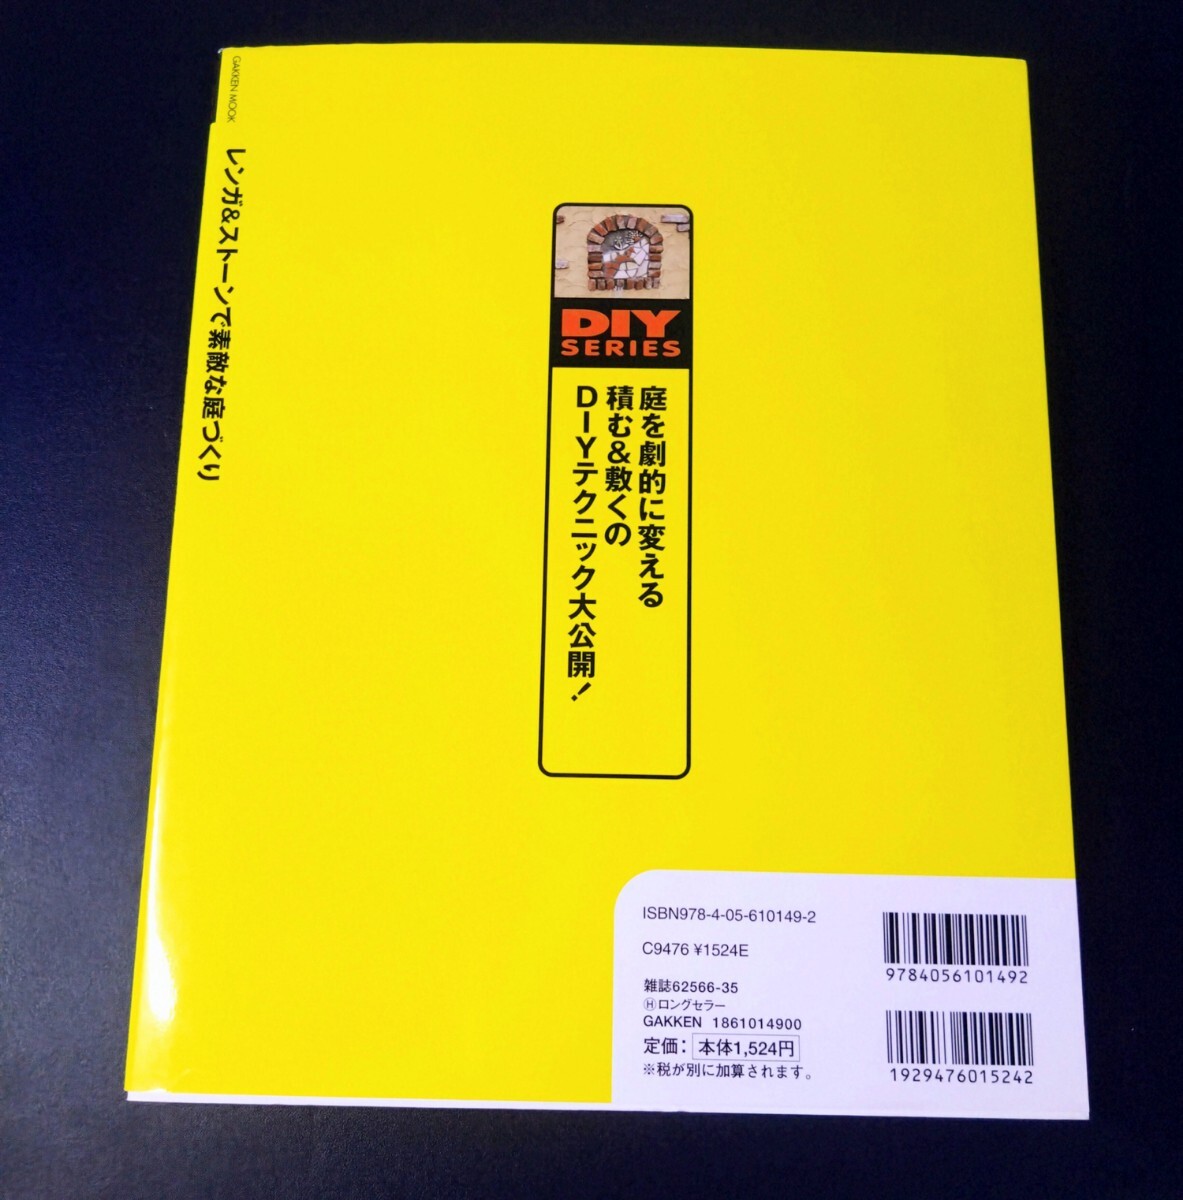 GAKKEN MOOK
レンガ&ストーンで素敵な庭づくり
DIY
SERIES
庭を劇的に変える
積む&敷くの
DIYテクニック大公開！
ISBN978-4-05-610149-2
C9476 ¥1524E
雑誌62566-35
Ⓗロングセラー
GAKKEN 1861014900
定価：本体1,524円
※税が別に加算されます。
9784056101492
1929476015242